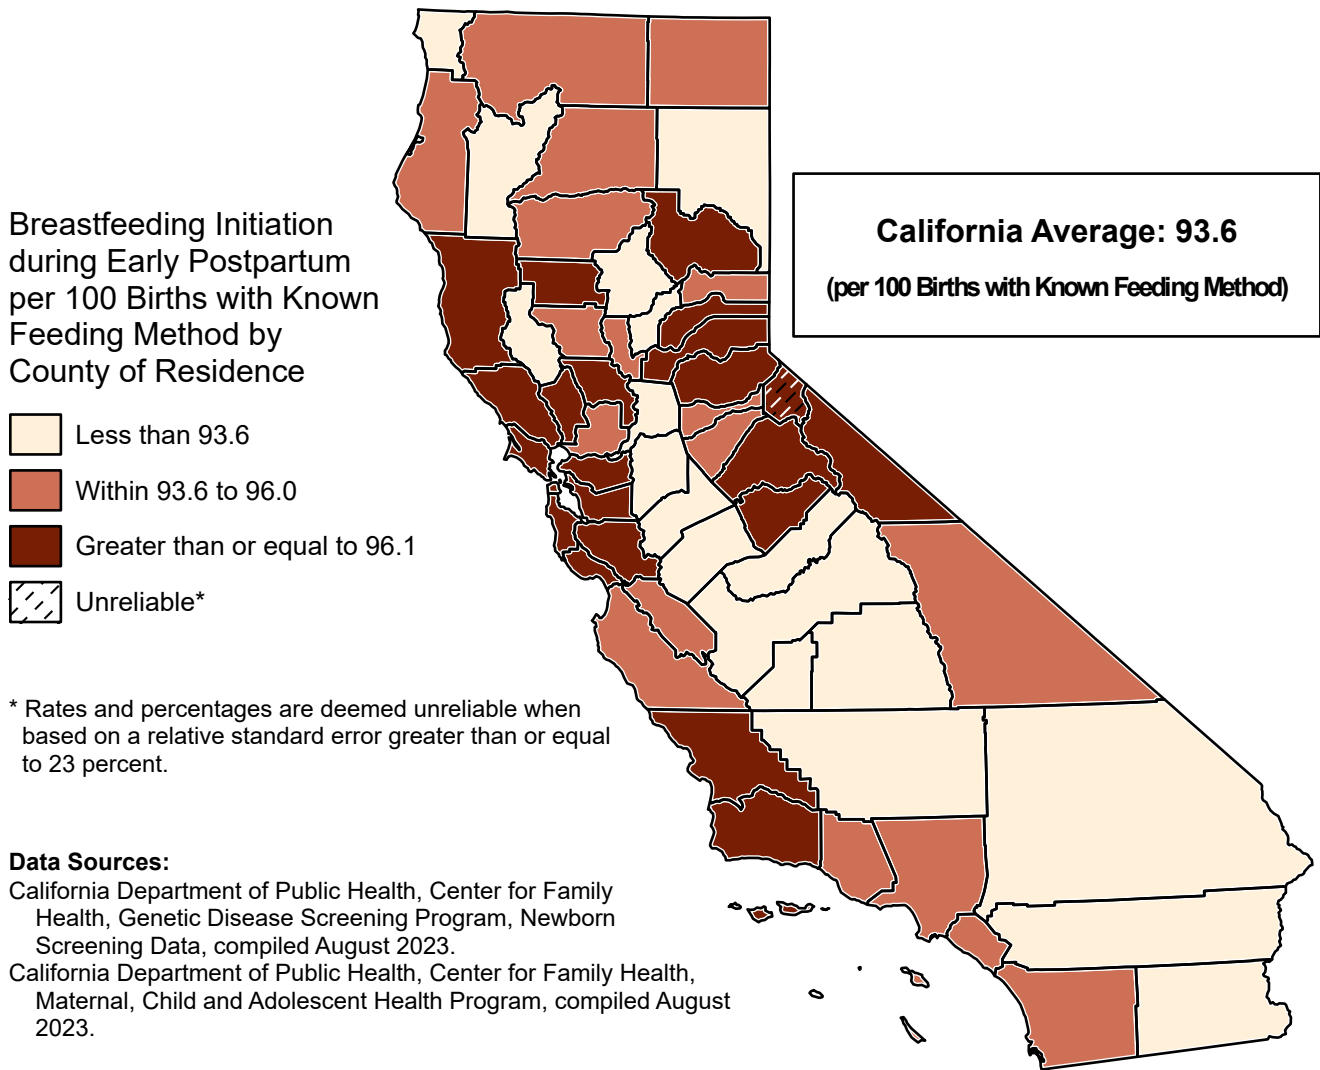 Breastfeeding Initiation
during Early Postpartum
per 100 Births with Known
Feeding Method by
County of Residence
Less than 93.6
Within 93.6 to 96.0
Greater than or equal to 96.1
Unreliable*
* Rates and percentages are deemed unreliable when
based on a relative standard error greater than or equal
to 23 percent.
Data Sources:
California Department of Public Health, Center for Family
Health, Genetic Disease Screening Program, Newborn
Screening Data, compiled August 2023.
California Department of Public Health, Center for Family Health,
Maternal, Child and Adolescent Health Program, compiled August
2023.
California Average: 93.6
(per 100 Births with Known Feeding Method)